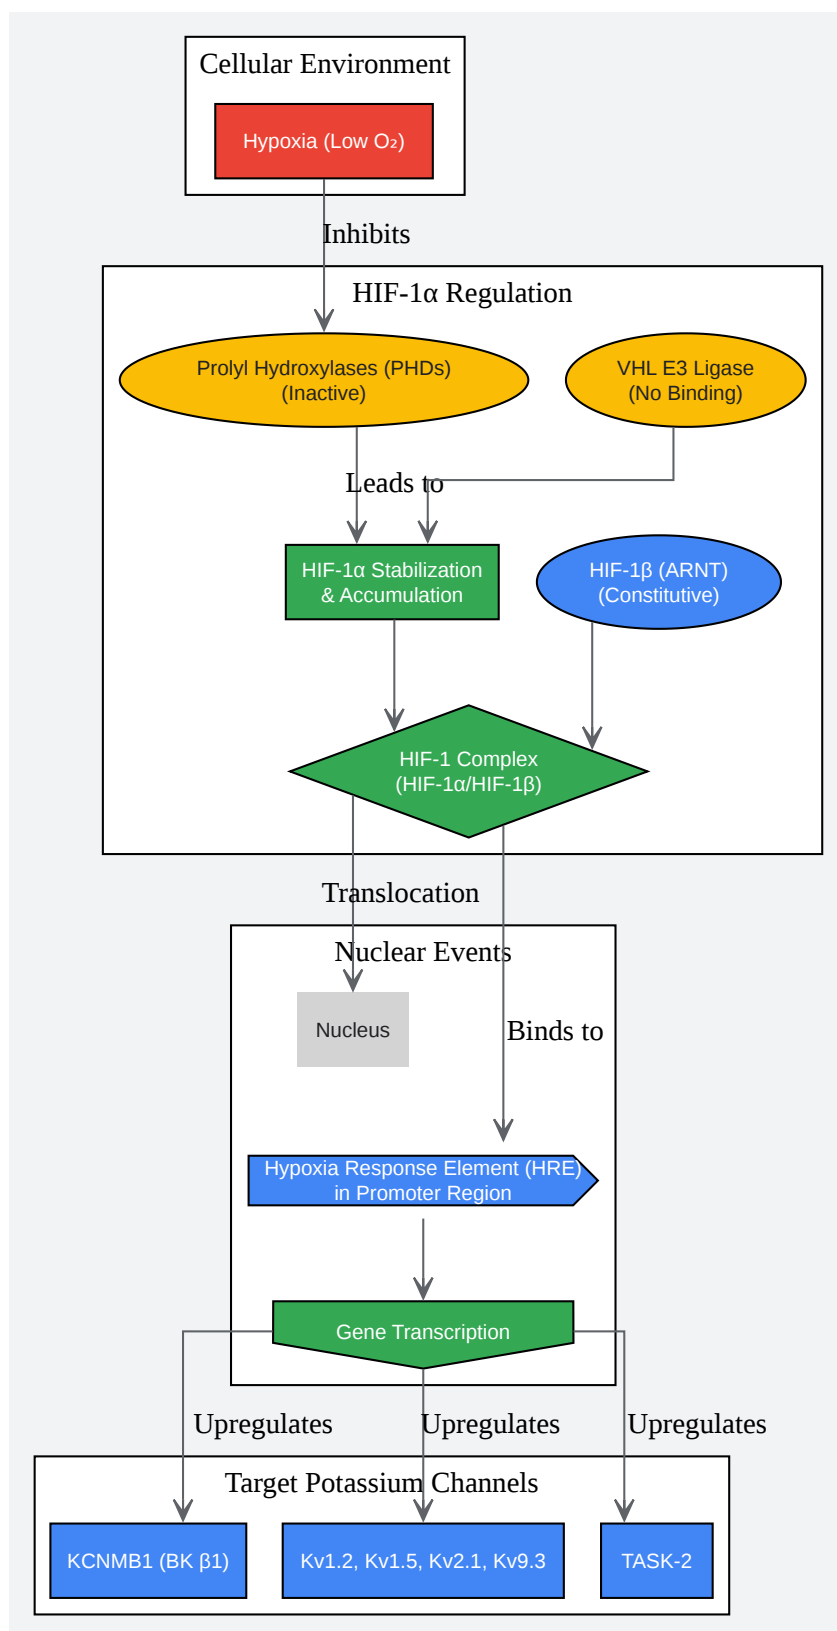 Cellular Environment
Hypoxia (Low O₂)
Inhibits
HIF-1α Regulation
Prolyl Hydroxylases (PHDs)
(Inactive)
VHL E3 Ligase
(No Binding)
Leads to
HIF-1α Stabilization
& Accumulation
HIF-1β (ARNT)
(Constitutive)
HIF-1 Complex
(HIF-1α/HIF-1β)
Translocation
Nuclear Events
Nucleus
Binds to
Hypoxia Response Element (HRE)
in Promoter Region
Gene Transcription
Upregulates
Upregulates
Upregulates
Target Potassium Channels
KCNMB1 (BK β1)
Kv1.2, Kv1.5, Kv2.1, Kv9.3
TASK-2